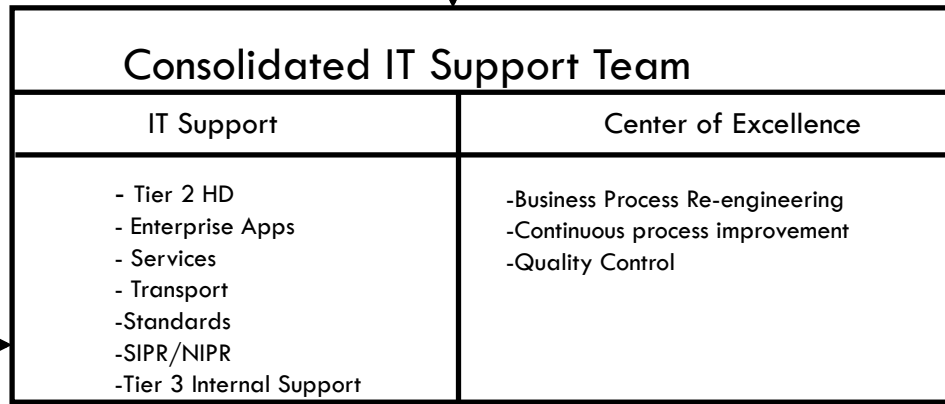 Consolidated IT Support Team
IT Support
Center of Excellence
- Tier 2 HD
- Enterprise Apps
- Services
- Transport
-Standards
-SIPR/NIPR
-Tier 3 Internal Support
-Business Process Re-engineering
-Continuous process improvement
-Quality Control